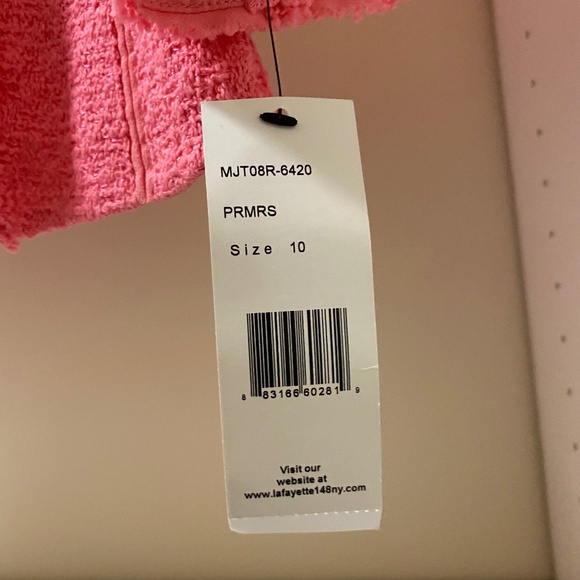 MJT08R-6420
PRMRS
Size 10
8 83166 60281 9
Visit our
website at
www.lafayette148ny.com